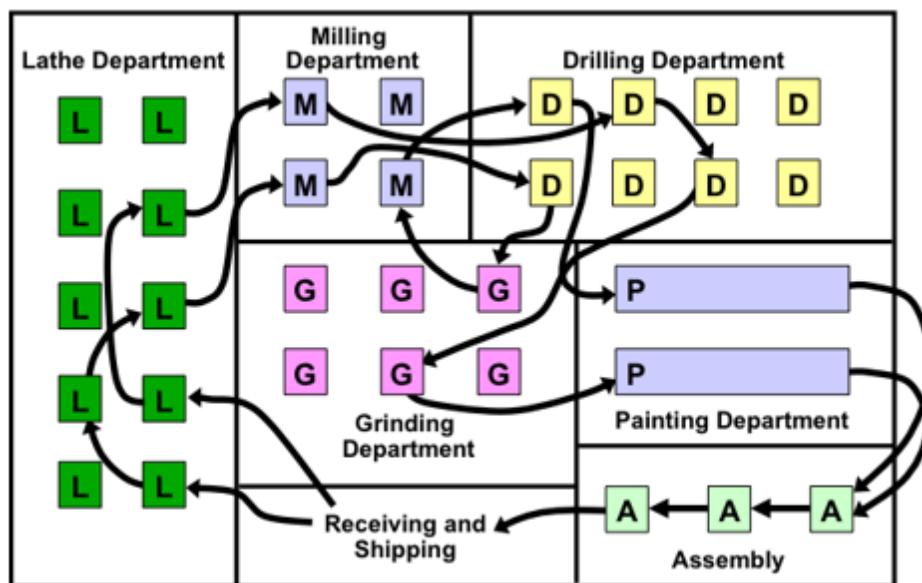 Lathe Department
L L
L L
L L
L L
L L
Milling
Department
M M
M M
Drilling Department
D D D D
D D D D
G G G
G G G
Grinding
Department
P
P
Painting Department
Receiving and
Shipping
A A A
Assembly